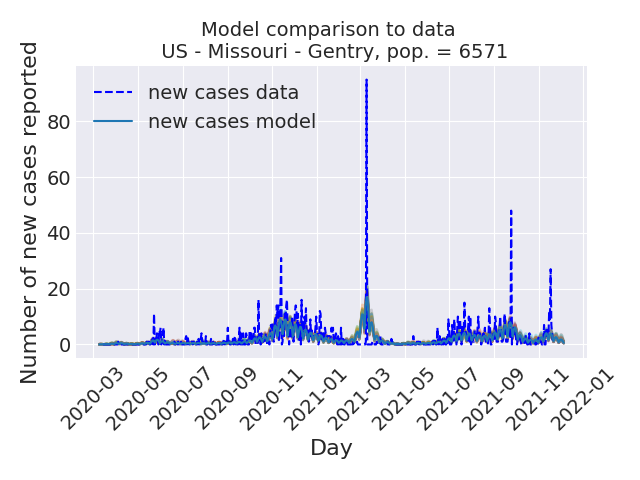 Model comparison to data
US - Missouri - Gentry, pop. = 6571
Number of new cases reported
new cases data
new cases model
80
60
40
20
0
2020-03
2020-05
2020-07
2020-09
2020-11
2021-01
2021-03
2021-05
2021-07
2021-09
2021-11
2022-01
Day